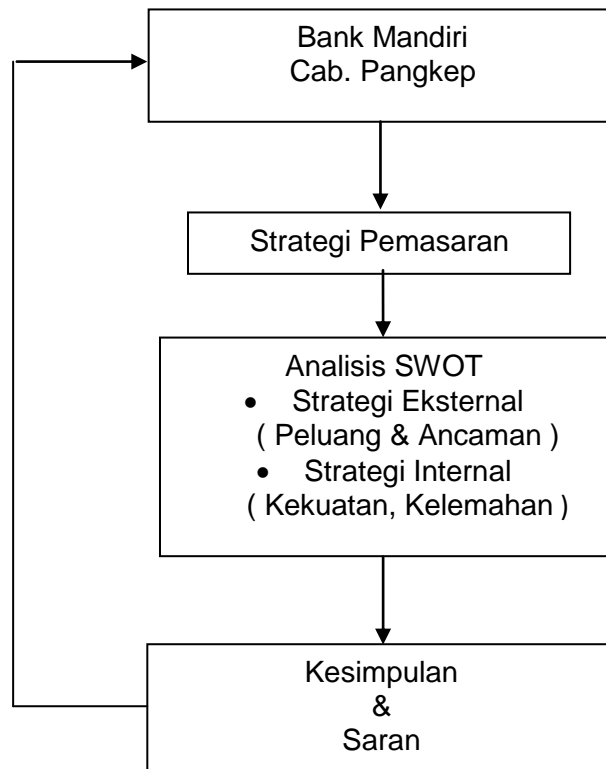 Bank Mandiri
Cab. Pangkep
Strategi Pemasaran
Analisis SWOT
• Strategi Eksternal
( Peluang & Ancaman )
• Strategi Internal
( Kekuatan, Kelemahan )
Kesimpulan
&
Saran